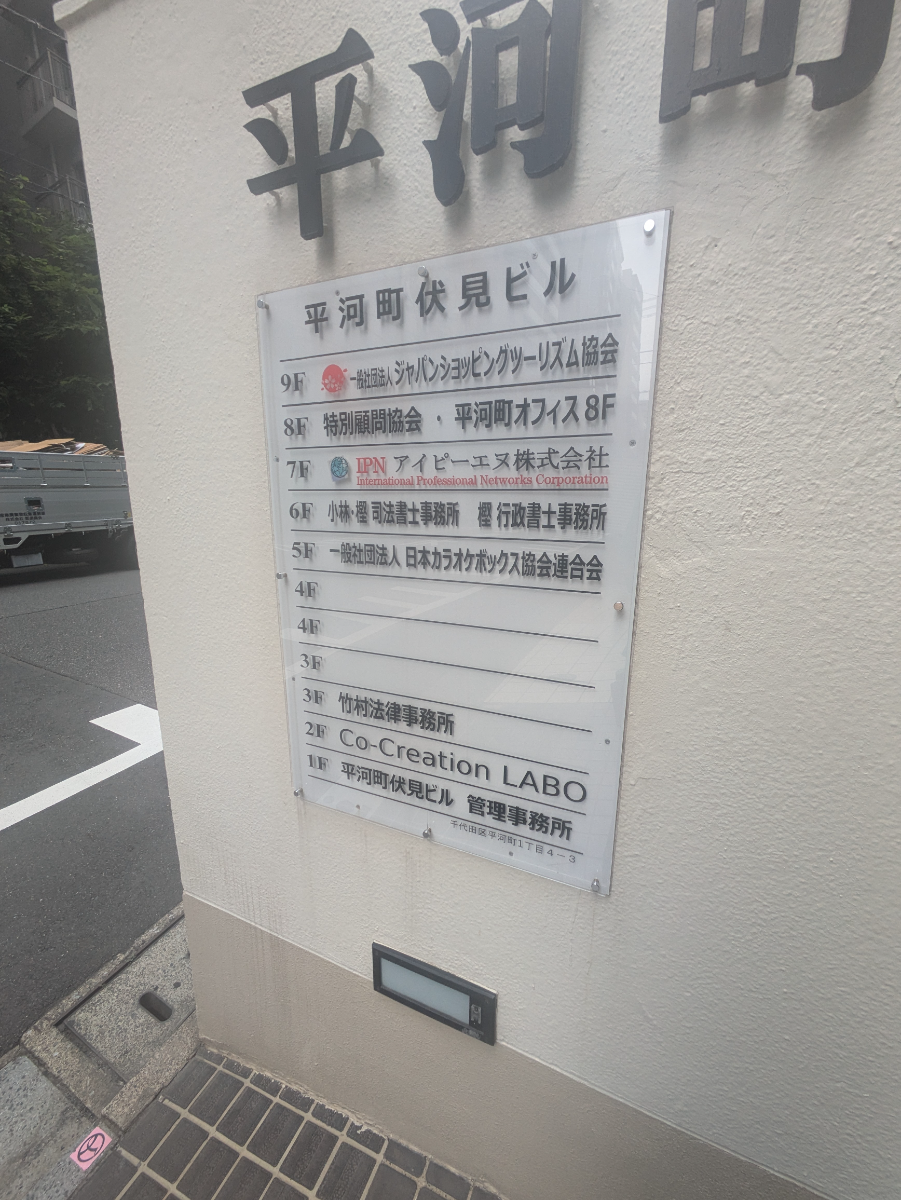 平河町
平河町伏見ビル
9F 一般社団法人ジャパンショッピングツーリズム協会
8F 特別顧問協会 ・ 平河町オフィス8F
7F IPN アイピーエヌ株式会社
International Professional Networks Corporation
6F 小林・樫 司法書士事務所 樫 行政書士事務所
5F 一般社団法人 日本カラオケボックス協会連合会
4F
4F
3F
3F 竹村法律事務所
2F Co-Creation LABO
1F 平河町伏見ビル 管理事務所
千代田区平河町1丁目4－3